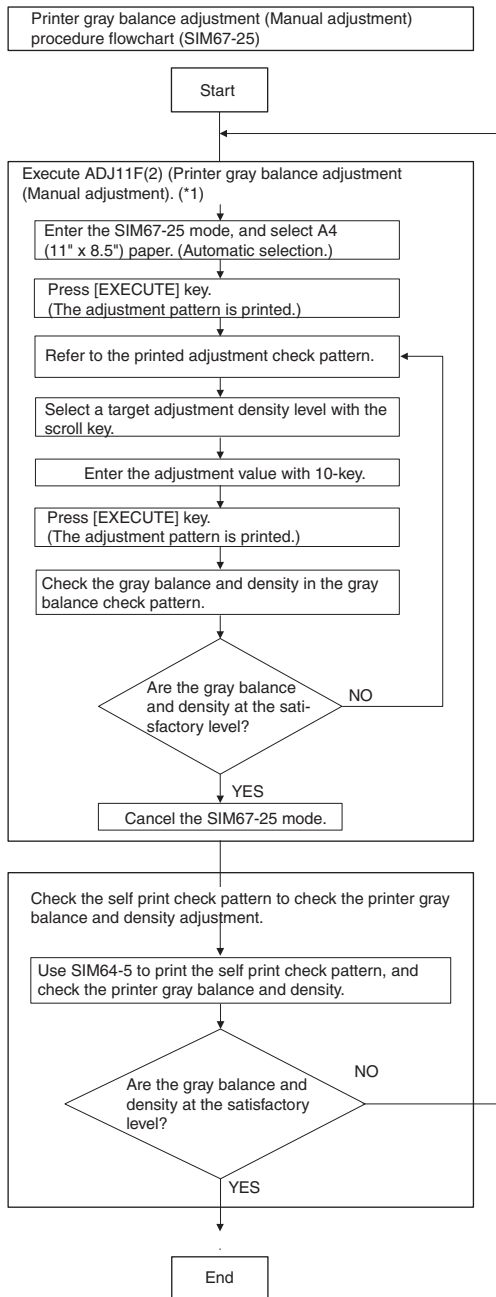 Printer gray balance adjustment (Manual adjustment)
procedure flowchart (SIM67-25)
Start
Execute ADJ11F(2) (Printer gray balance adjustment
(Manual adjustment). (*1)
Enter the SIM67-25 mode, and select A4
(11" x 8.5") paper. (Automatic selection.)
Press [EXECUTE] key.
(The adjustment pattern is printed.)
Refer to the printed adjustment check pattern.
Select a target adjustment density level with the
scroll key.
Enter the adjustment value with 10-key.
Press [EXECUTE] key.
(The adjustment pattern is printed.)
Check the gray balance and density in the gray
balance check pattern.
Are the gray balance
and density at the sati-
sfactory level?
NO
YES
Cancel the SIM67-25 mode.
Check the self print check pattern to check the printer gray
balance and density adjustment.
Use SIM64-5 to print the self print check pattern, and
check the printer gray balance and density.
Are the gray balance and
density at the satisfactory
level?
NO
YES
End